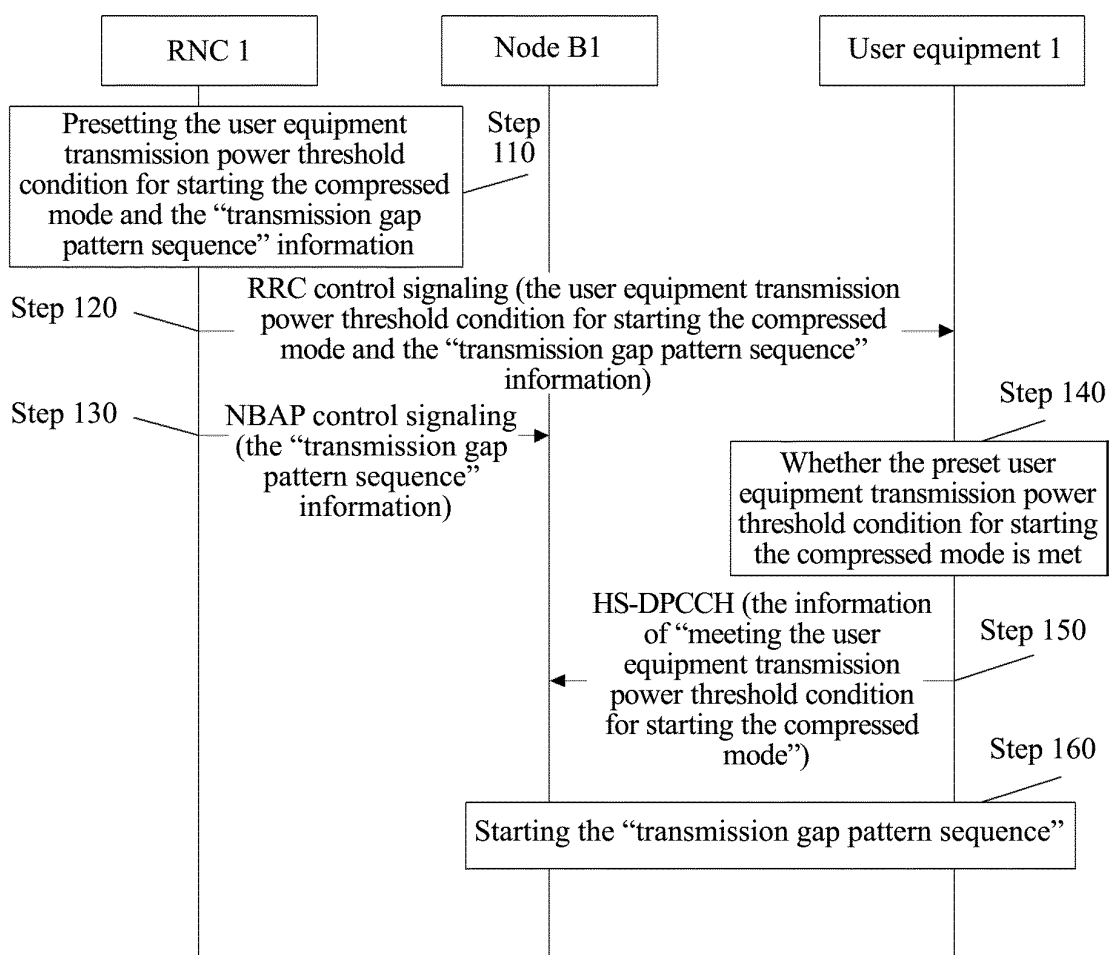 RNC 1
Node B1
User equipment 1
Presetting the user equipment
transmission power threshold
condition for starting the compressed
mode and the “transmission gap
pattern sequence” information
Step
110
Step 120
RRC control signaling (the user equipment transmission
power threshold condition for starting the compressed
mode and the “transmission gap pattern sequence”
information)
Step 130
NBAP control signaling
(the “transmission gap
pattern sequence”
information)
Step 140
Whether the preset user
equipment transmission power
threshold condition for starting
the compressed mode is met
HS-DPCCH (the information
of “meeting the user
equipment transmission
power threshold condition
for starting the compressed
mode”)
Step 150
Step 160
Starting the “transmission gap pattern sequence”